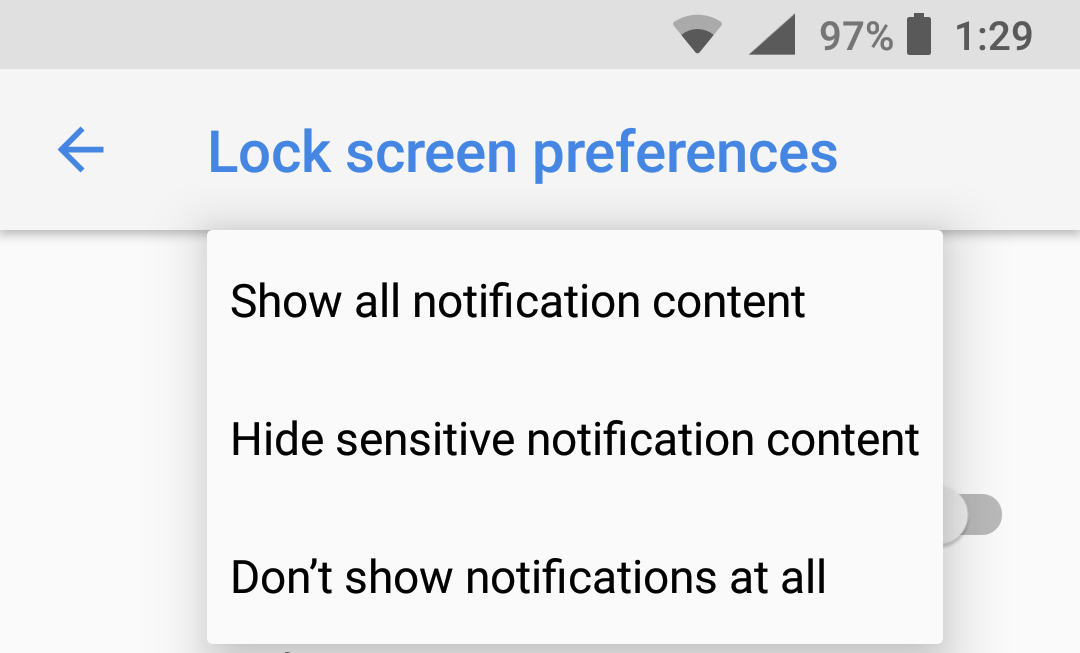 97% 1:29
Lock screen preferences
Show all notification content
Hide sensitive notification content
Don’t show notifications at all